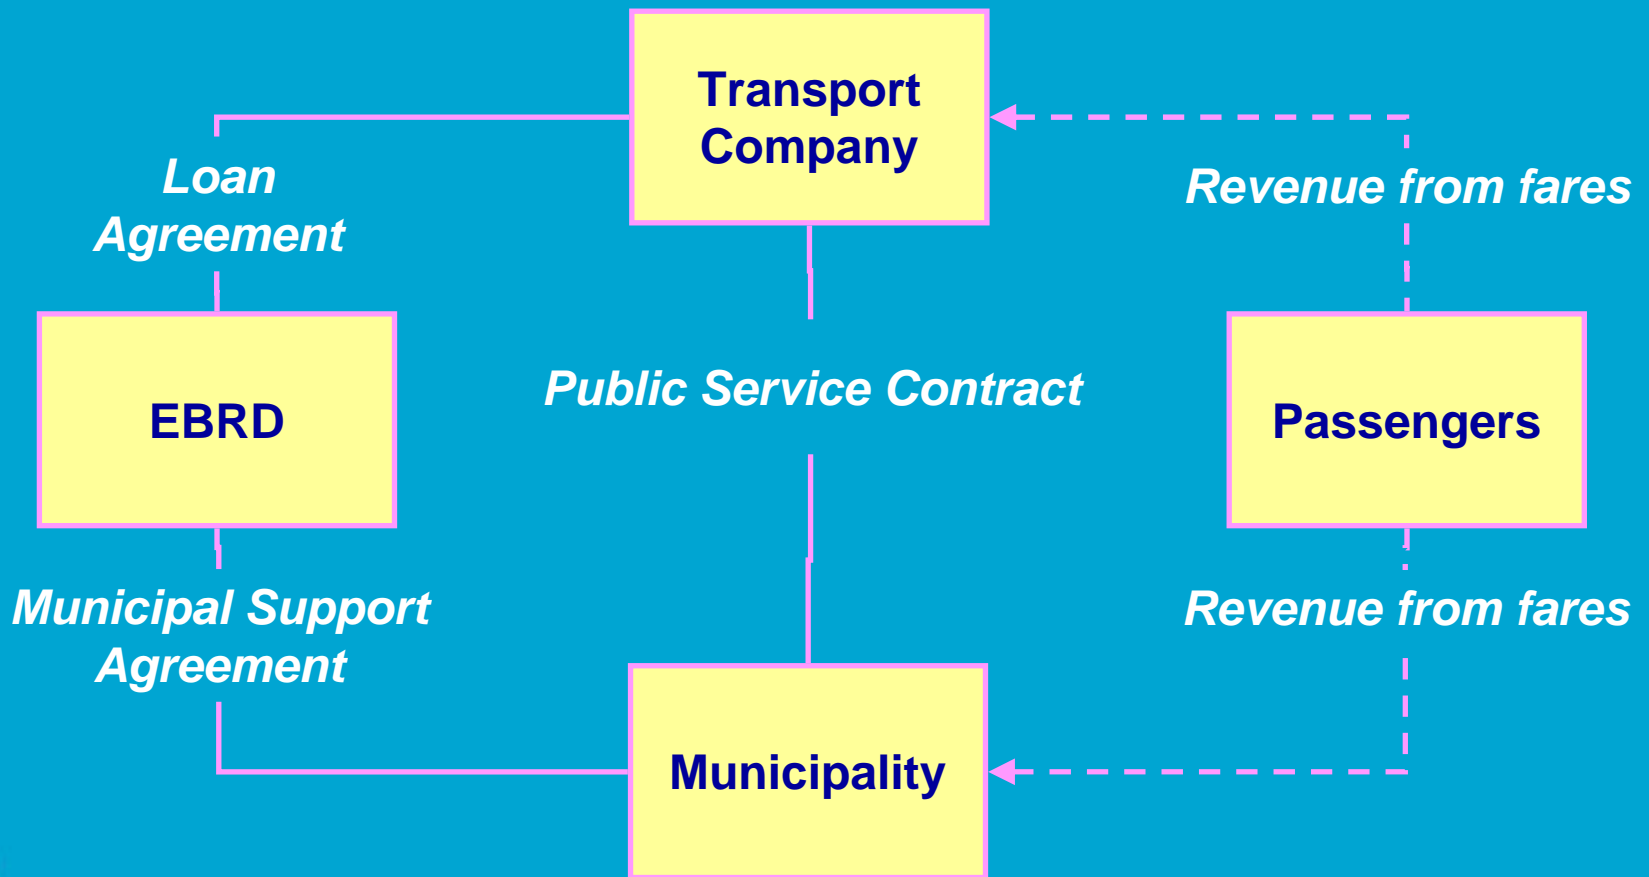 Transport
Company
Loan
Agreement
Revenue from fares
EBRD
Public Service Contract
Passengers
Municipal Support
Agreement
Revenue from fares
Municipality